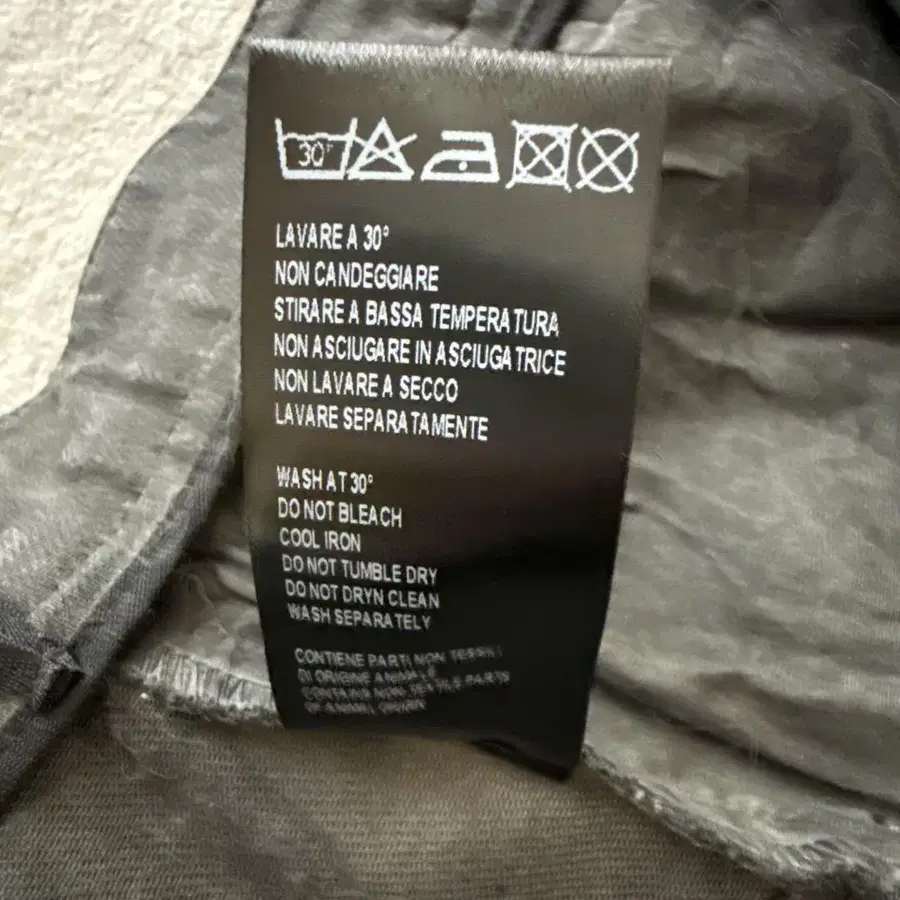 30°
LAVARE A 30°
NON CANDEGGIARE
STIRARE A BASSA TEMPERATURA
NON ASCIUGARE IN ASCIUGATRICE
NON LAVARE A SECCO
LAVARE SEPARATAMENTE
WASH AT 30°
DO NOT BLEACH
COOL IRON
DO NOT TUMBLE DRY
DO NOT DRYN CLEAN
WASH SEPARATELY
CONTIENE PARTI NON TESSILI
DI ORIGINE ANIMALE
CONTAINS NON-TEXTILE PARTS
OF ANIMAL ORIGIN